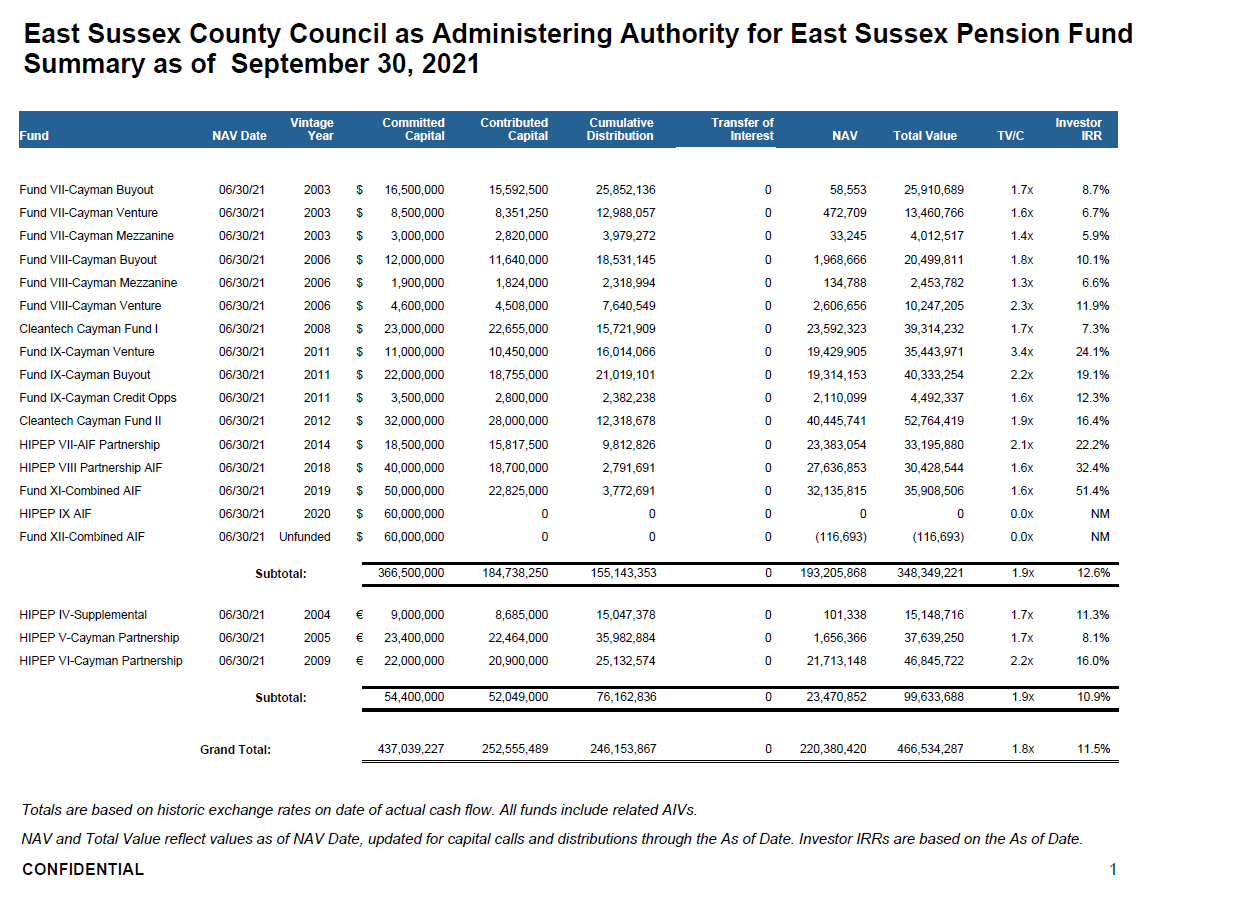 East Sussex County Council as Administering Authority for East Sussex Pension Fund
Summary as of September 30, 2021
Fund NAV Date Vintage Year Committed Capital Contributed Capital Cumulative Distribution Transfer of Interest NAV Total Value TV/C Investor IRR
Fund VII-Cayman Buyout 06/30/21 2003 $ 16,500,000 15,592,500 25,852,136 0 58,553 25,910,689 1.7x 8.7%
Fund VII-Cayman Venture 06/30/21 2003 $ 8,500,000 8,351,250 12,988,057 0 472,709 13,460,766 1.6x 6.7%
Fund VII-Cayman Mezzanine 06/30/21 2003 $ 3,000,000 2,820,000 3,979,272 0 33,245 4,012,517 1.4x 5.9%
Fund VIII-Cayman Buyout 06/30/21 2006 $ 12,000,000 11,640,000 18,531,145 0 1,968,666 20,499,811 1.8x 10.1%
Fund VIII-Cayman Mezzanine 06/30/21 2006 $ 1,900,000 1,824,000 2,318,994 0 134,788 2,453,782 1.3x 6.6%
Fund VIII-Cayman Venture 06/30/21 2006 $ 4,600,000 4,508,000 7,640,549 0 2,606,656 10,247,205 2.3x 11.9%
Cleantech Cayman Fund I 06/30/21 2008 $ 23,000,000 22,655,000 15,721,909 0 23,592,323 39,314,232 1.7x 7.3%
Fund IX-Cayman Venture 06/30/21 2011 $ 11,000,000 10,450,000 16,014,066 0 19,429,905 35,443,971 3.4x 24.1%
Fund IX-Cayman Buyout 06/30/21 2011 $ 22,000,000 18,755,000 21,019,101 0 19,314,153 40,333,254 2.2x 19.1%
Fund IX-Cayman Credit Opps 06/30/21 2011 $ 3,500,000 2,800,000 2,382,238 0 2,110,099 4,492,337 1.6x 12.3%
Cleantech Cayman Fund II 06/30/21 2012 $ 32,000,000 28,000,000 12,318,678 0 40,445,741 52,764,419 1.9x 16.4%
HIPEP VII-AIF Partnership 06/30/21 2014 $ 18,500,000 15,817,500 9,812,826 0 23,383,054 33,195,880 2.1x 22.2%
HIPEP VIII Partnership AIF 06/30/21 2018 $ 40,000,000 18,700,000 2,791,691 0 27,636,853 30,428,544 1.6x 32.4%
Fund XI-Combined AIF 06/30/21 2019 $ 50,000,000 22,825,000 3,772,691 0 32,135,815 35,908,506 1.6x 51.4%
HIPEP IX AIF 06/30/21 2020 $ 60,000,000 0 0 0 0 0 0.0x NM
Fund XII-Combined AIF 06/30/21 Unfunded $ 60,000,000 0 0 0 (116,693) (116,693) 0.0x NM
Subtotal: 366,500,000 184,738,250 155,143,353 0 193,205,868 348,349,221 1.9x 12.6%
HIPEP IV-Supplemental 06/30/21 2004 € 9,000,000 8,685,000 15,047,378 0 101,338 15,148,716 1.7x 11.3%
HIPEP V-Cayman Partnership 06/30/21 2005 € 23,400,000 22,464,000 35,982,884 0 1,656,366 37,639,250 1.7x 8.1%
HIPEP VI-Cayman Partnership 06/30/21 2009 € 22,000,000 20,900,000 25,132,574 0 21,713,148 46,845,722 2.2x 16.0%
Subtotal: 54,400,000 52,049,000 76,162,836 0 23,470,852 99,633,688 1.9x 10.9%
Grand Total: 437,039,227 252,555,489 246,153,867 0 220,380,420 466,534,287 1.8x 11.5%
Totals are based on historic exchange rates on date of actual cash flow. All funds include related AIVs.
NAV and Total Value reflect values as of NAV Date, updated for capital calls and distributions through the As of Date. Investor IRRs are based on the As of Date.
CONFIDENTIAL 1